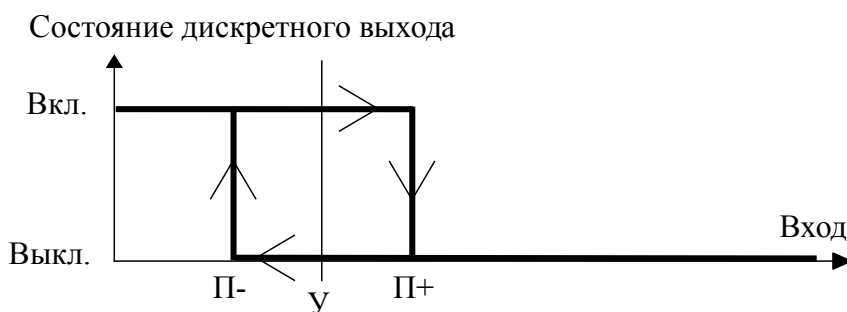 Состояние дискретного выхода
Вкл.
Вход
Выкл.
П-
У
П+